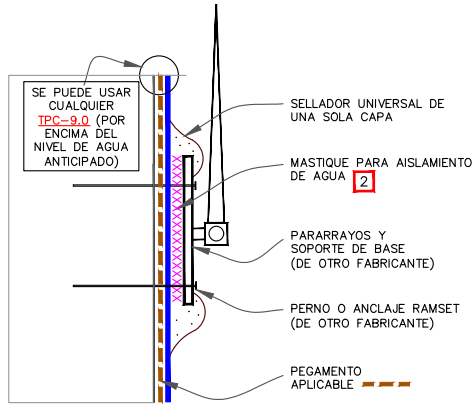 SE PUEDE USAR
CUALQUIER
TPC-9.0 (POR
ENCIMA DEL
NIVEL DE AGUA
ANTICIPADO)
SELLADOR UNIVERSAL DE
UNA SOLA CAPA
MASTIQUE PARA AISLAMIENTO
DE AGUA 2
PARARRAYOS Y
SOPORTE DE BASE
(DE OTRO FABRICANTE)
PERNO O ANCLAJE RAMSET
(DE OTRO FABRICANTE)
PEGAMENTO
APLICABLE